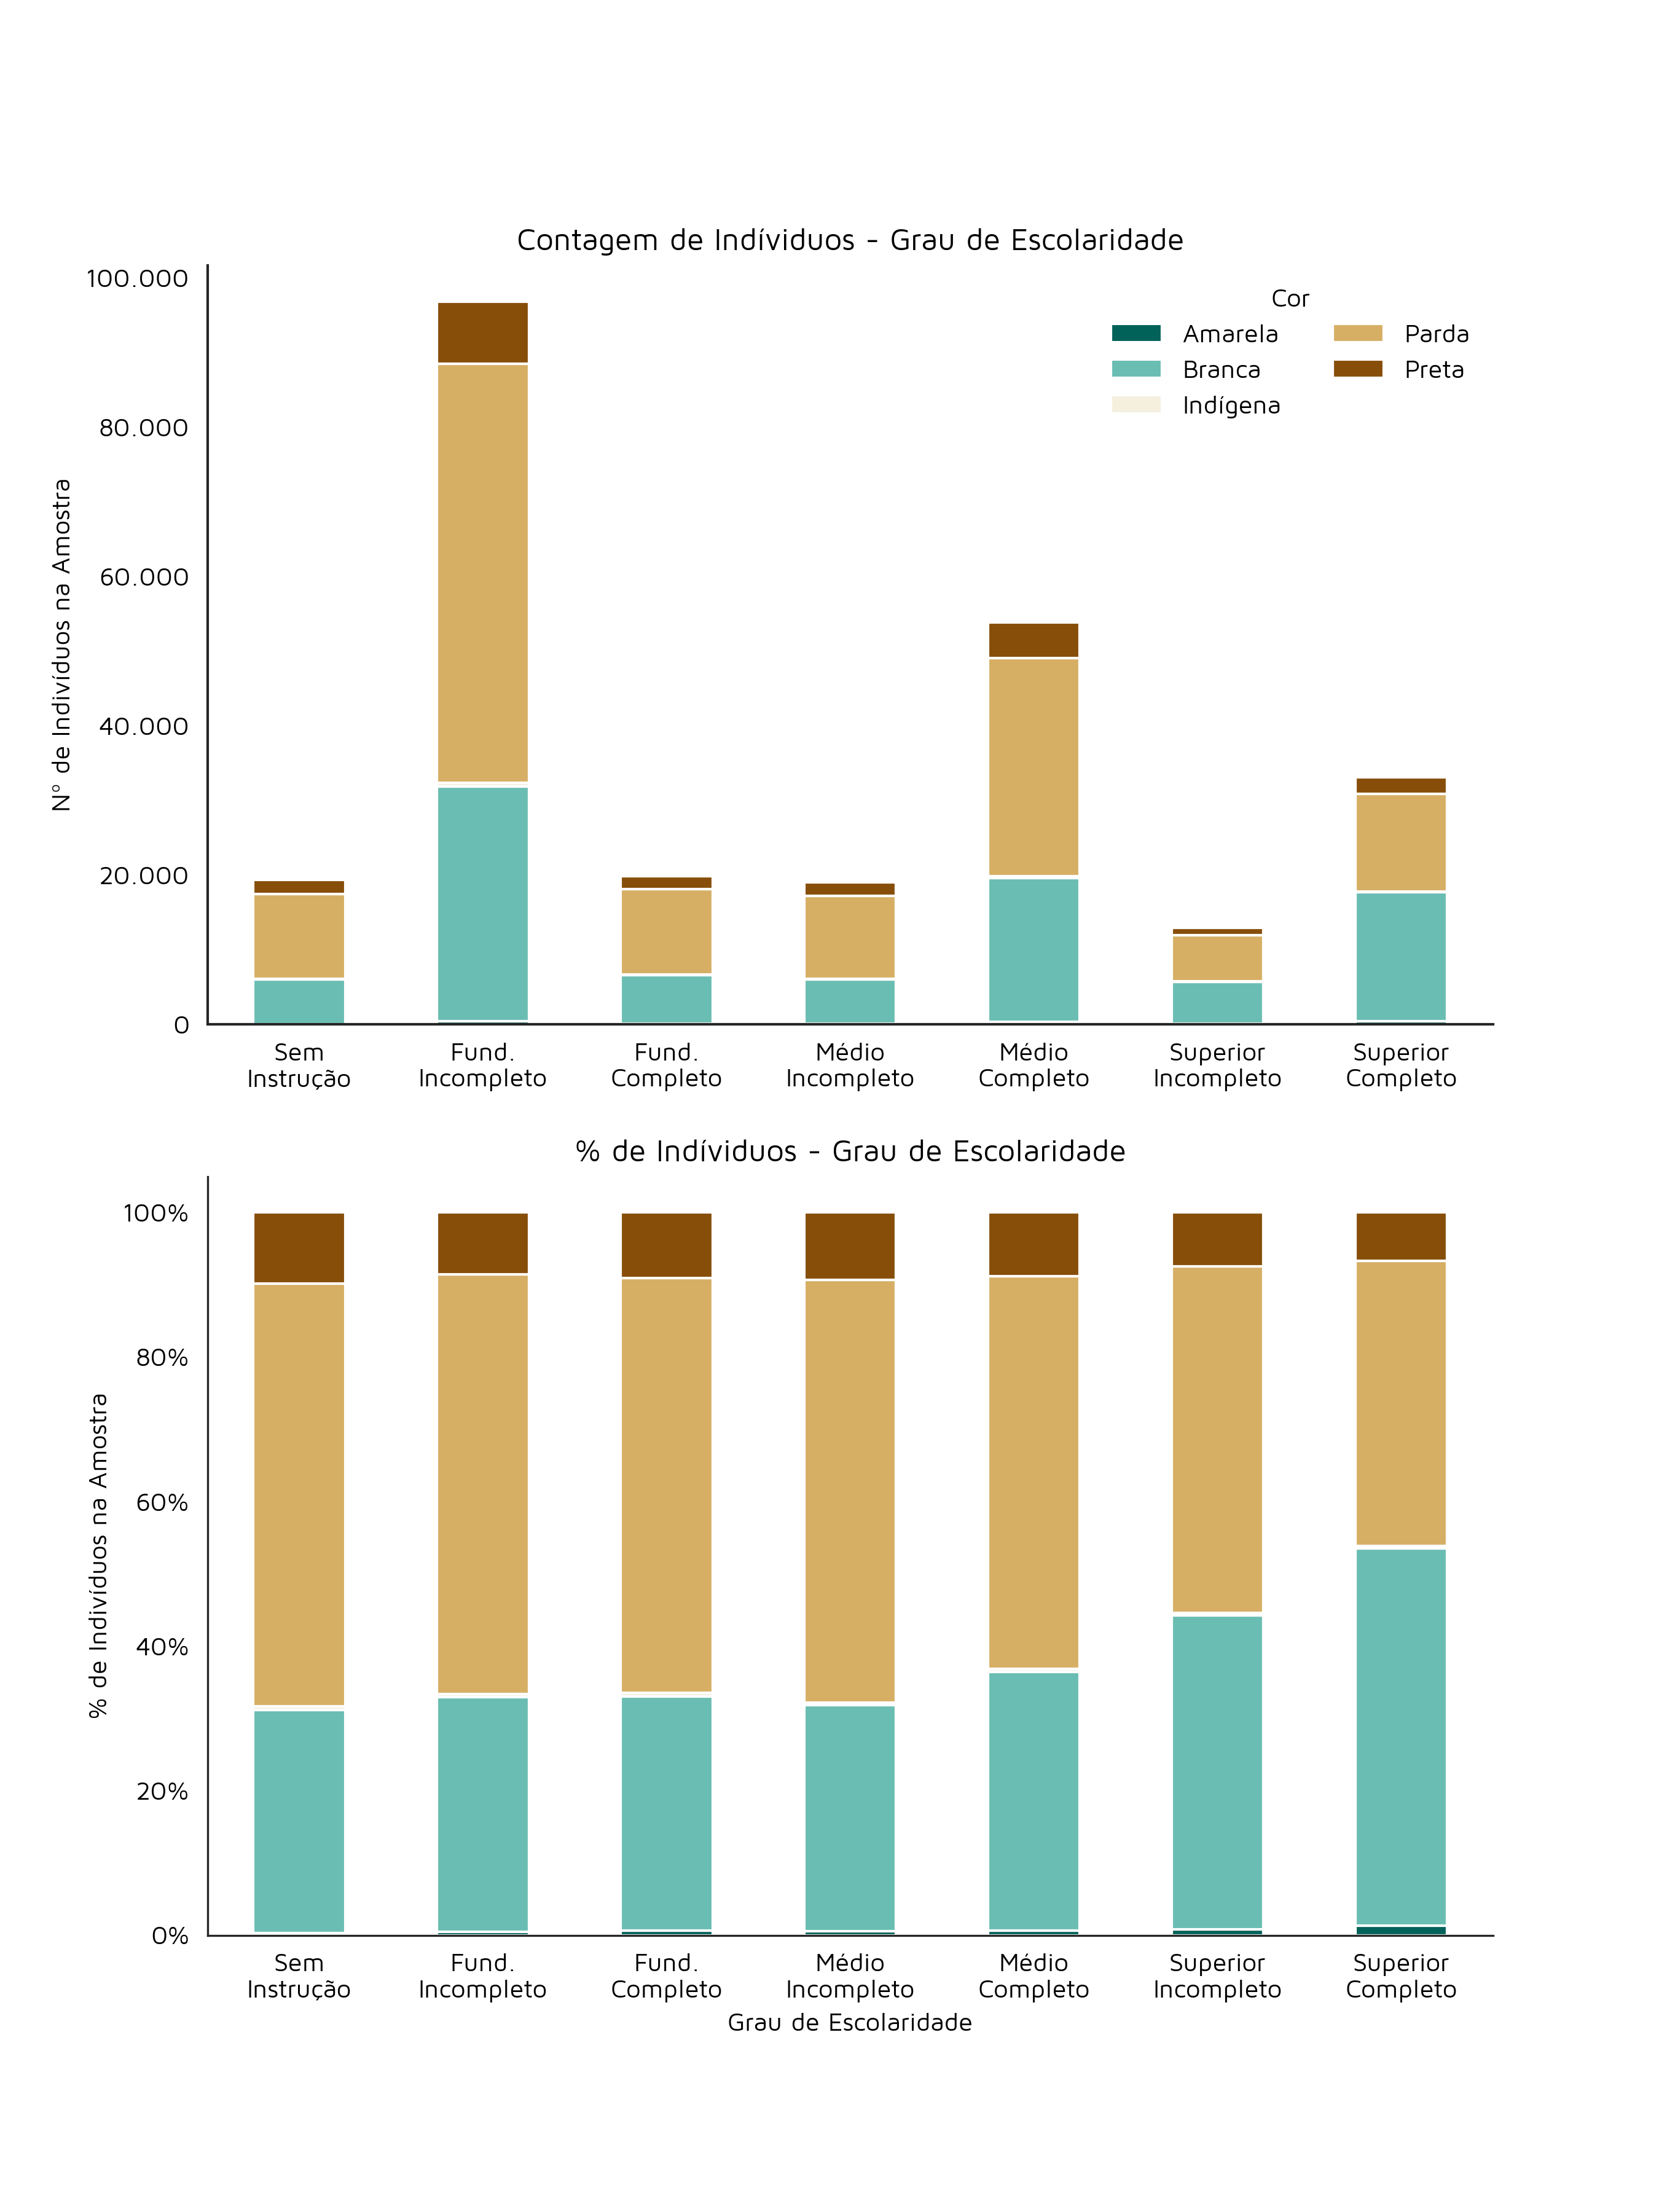 Contagem de Indíviduos - Grau de Escolaridade
100.000
80.000
60.000
40.000
20.000
0
Nº de Indivíduos na Amostra
Cor
Amarela
Branca
Indígena
Parda
Preta
Sem
Instrução
Fund.
Incompleto
Fund.
Completo
Médio
Incompleto
Médio
Completo
Superior
Incompleto
Superior
Completo
% de Indíviduos - Grau de Escolaridade
100%
80%
60%
40%
20%
0%
% de Indivíduos na Amostra
Sem
Instrução
Fund.
Incompleto
Fund.
Completo
Médio
Incompleto
Médio
Completo
Superior
Incompleto
Superior
Completo
Grau de Escolaridade